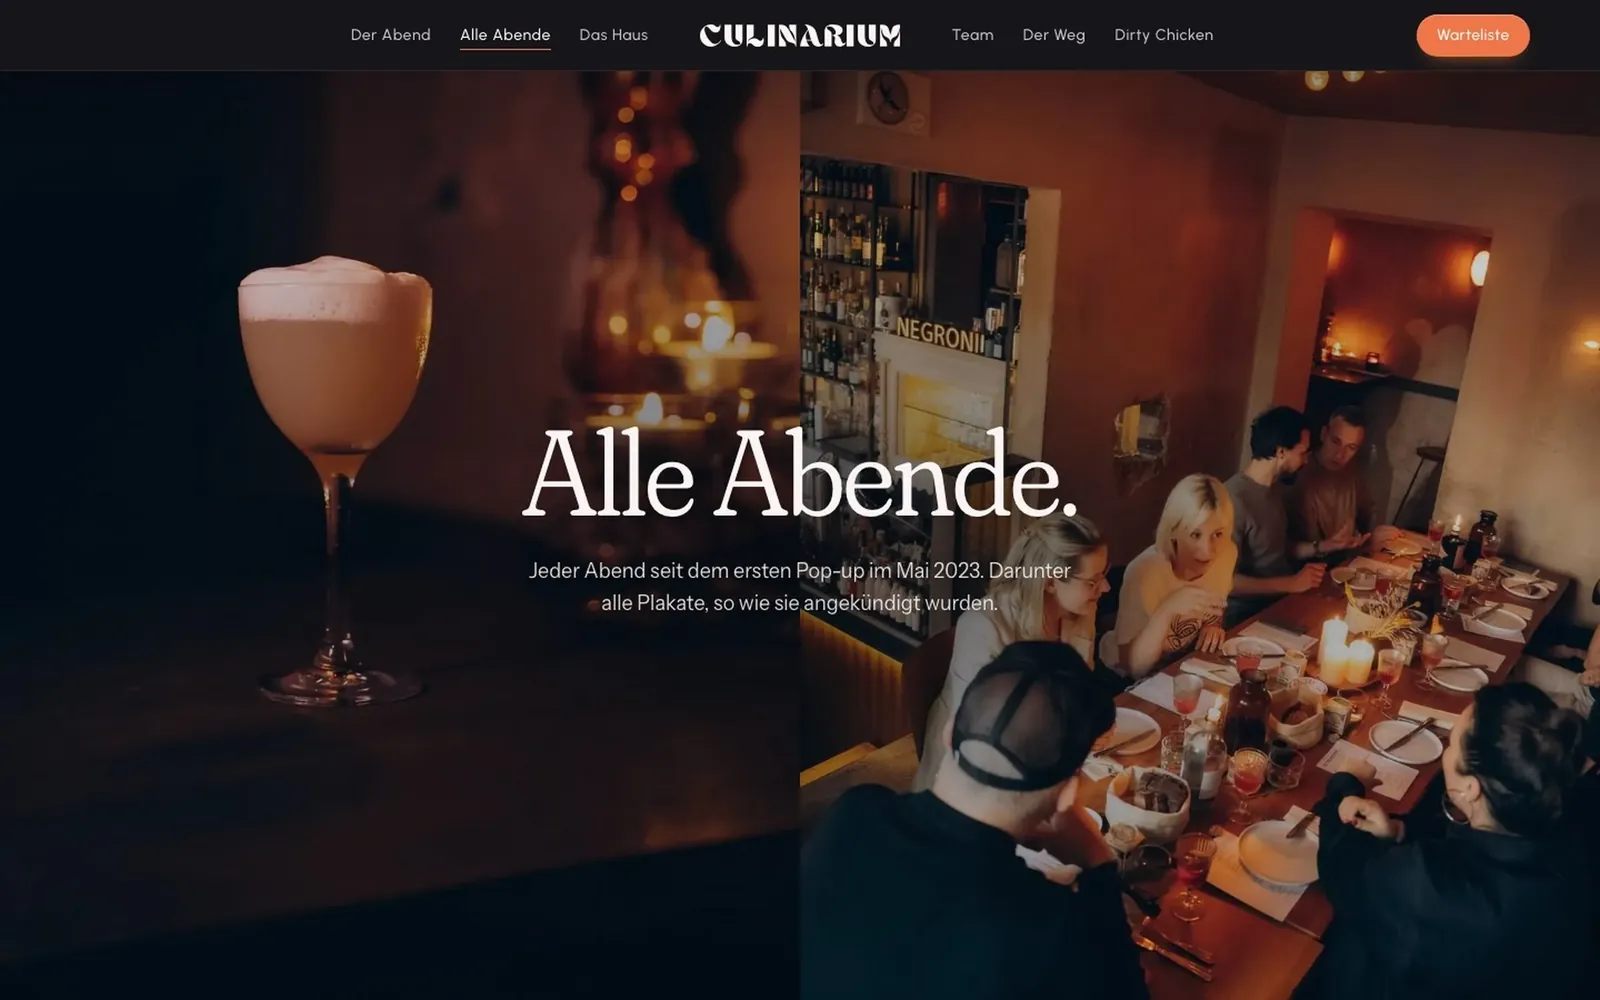 Der Abend
Alle Abende
Das Haus
CULINARIUM
Team
Der Weg
Dirty Chicken
Warteliste
NEGRONI
Alle Abende.
Jeder Abend seit dem ersten Pop-up im Mai 2023. Darunter
alle Plakate, so wie sie angekündigt wurden.